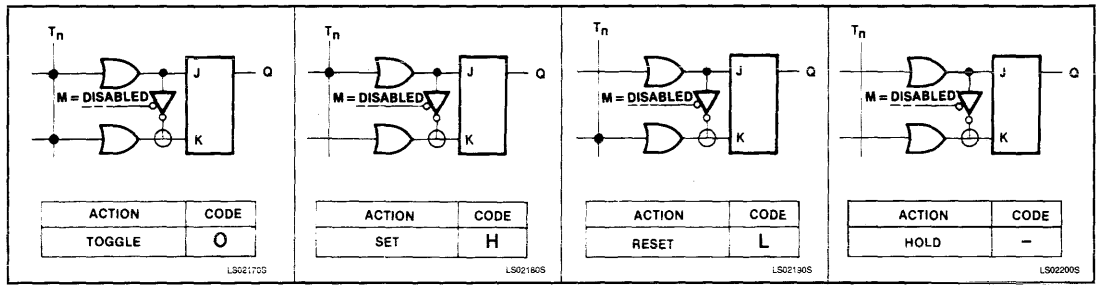 Tn
J
Q
M = DISABLED
K
ACTION CODE
TOGGLE O
LS02170S
Tn
J
Q
M = DISABLED
K
ACTION CODE
SET H
LS02180S
Tn
J
Q
M = DISABLED
K
ACTION CODE
RESET L
LS02190S
Tn
J
Q
M = DISABLED
K
ACTION CODE
HOLD –
LS02200S